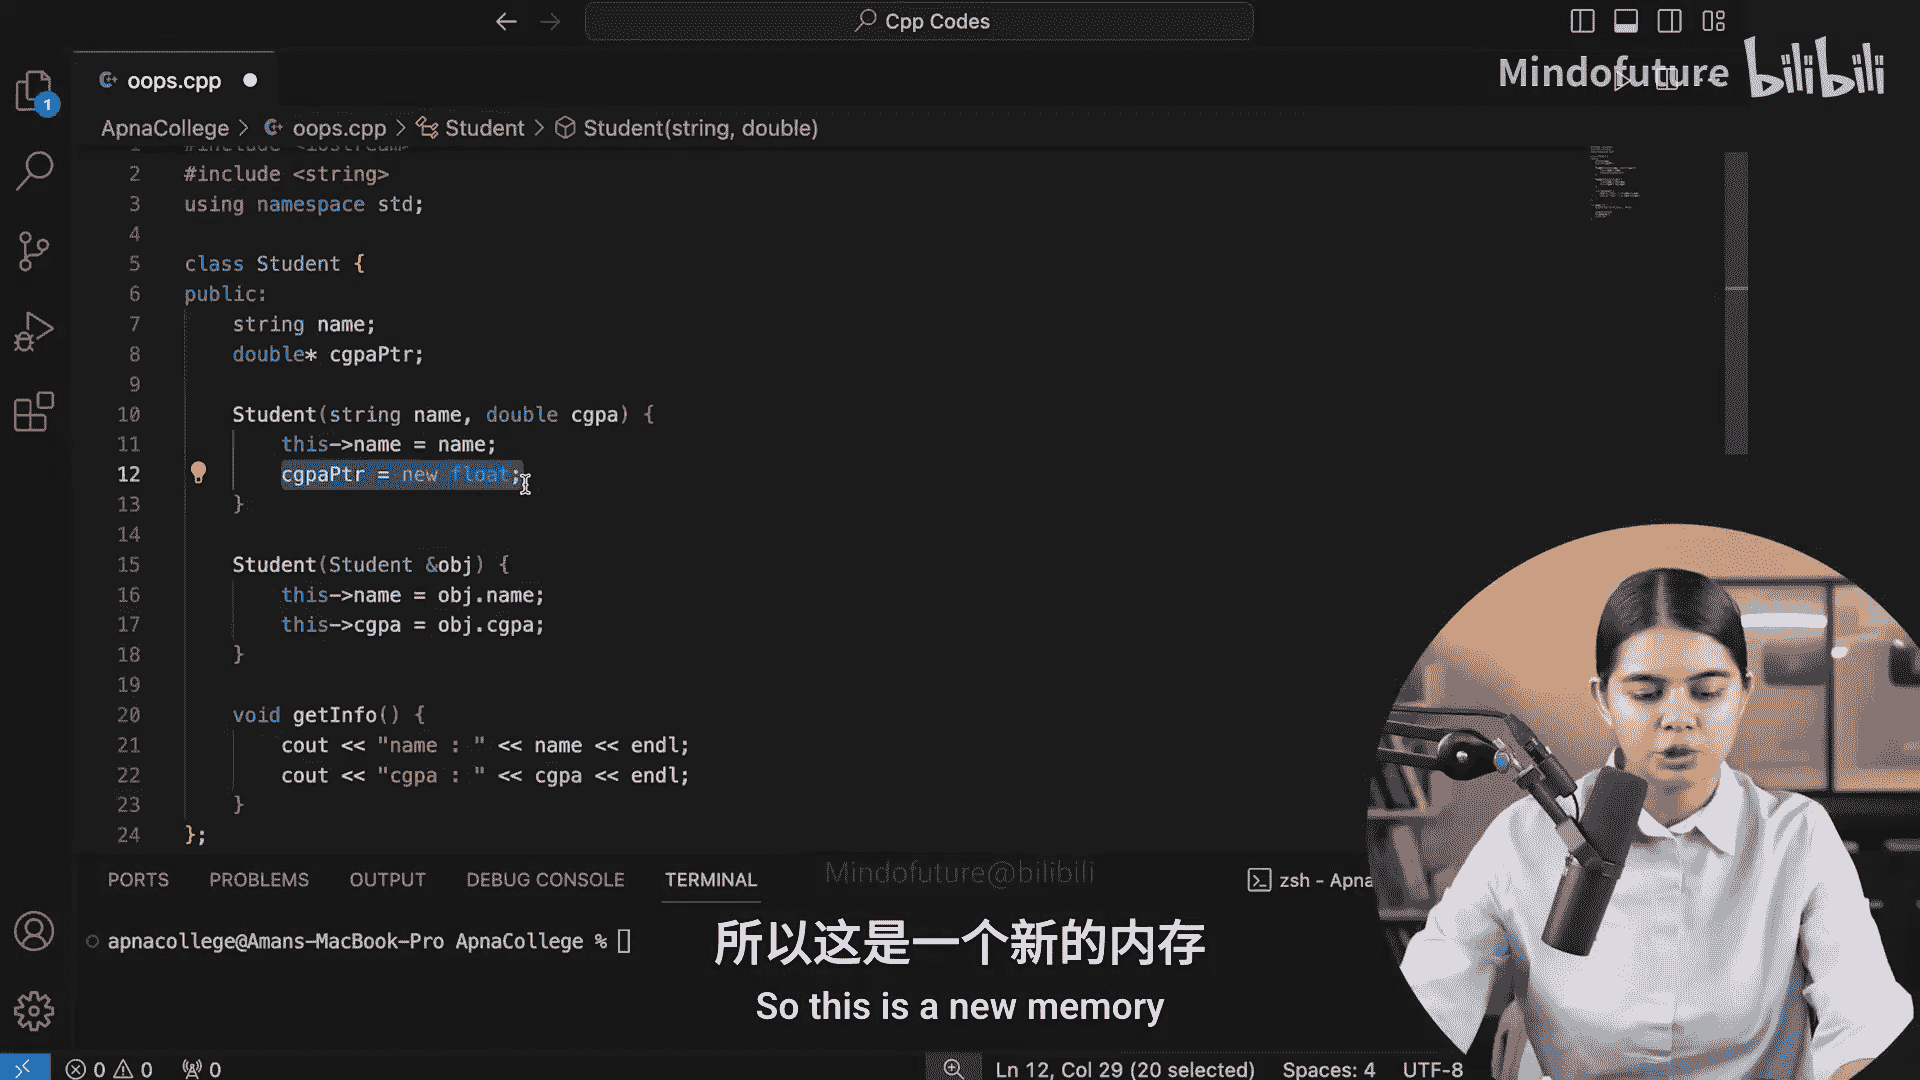 Cpp Codes
Mindofuture bilibili
1
oops.cpp
ApnaCollege > oops.cpp > Student > Student(string, double)
1 #include <iostream>
2 #include <string>
3 using namespace std;
4
5 class Student {
6 public:
7 string name;
8 double* cgpaPtr;
9
10 Student(string name, double cgpa) {
11 this->name = name;
12 cgpaPtr = new float;
13 }
14
15 Student(Student &obj) {
16 this->name = obj.name;
17 this->cgpa = obj.cgpa;
18 }
19
20 void getInfo() {
21 cout << "name : " << name << endl;
22 cout << "cgpa : " << cgpa << endl;
23 }
24 };
Mindofuture@bilibili
PORTS PROBLEMS OUTPUT DEBUG CONSOLE TERMINAL zsh - Apna
apnacollege@Amans-MacBook-Pro ApnaCollege %
所以这是一个新的内存
So this is a new memory
0 0 0 Ln 12, Col 29 (20 selected) Spaces: 4 UTF-8